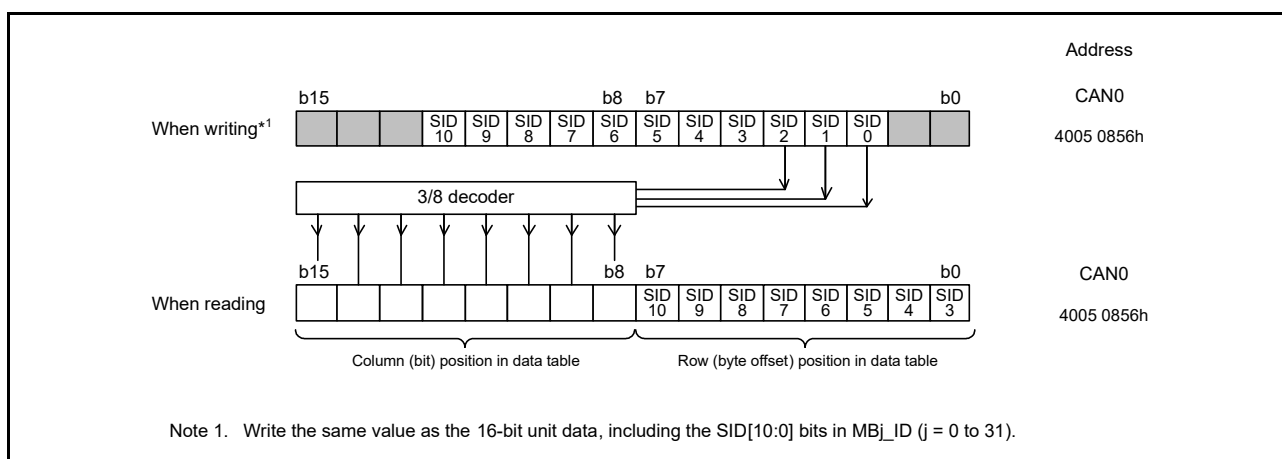 Address
b15 b8 b7 b0 CAN0
When writing*1 SID 10 SID 9 SID 8 SID 7 SID 6 SID 5 SID 4 SID 3 SID 2 SID 1 SID 0 4005 0856h
3/8 decoder
b15 b8 b7 b0 CAN0
When reading SID 10 SID 9 SID 8 SID 7 SID 6 SID 5 SID 4 SID 3 4005 0856h
Column (bit) position in data table Row (byte offset) position in data table
Note 1. Write the same value as the 16-bit unit data, including the SID[10:0] bits in MBj_ID (j = 0 to 31).